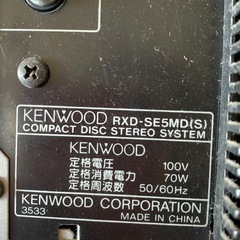 KENWOOD RXD-SE5MD(S)
COMPACT DISC STEREO SYSTEM
KENWOOD
定格電圧 100V
定格消費電力 70W
定格周波数 50/60Hz
KENWOOD CORPORATION
3533 MADE IN CHINA